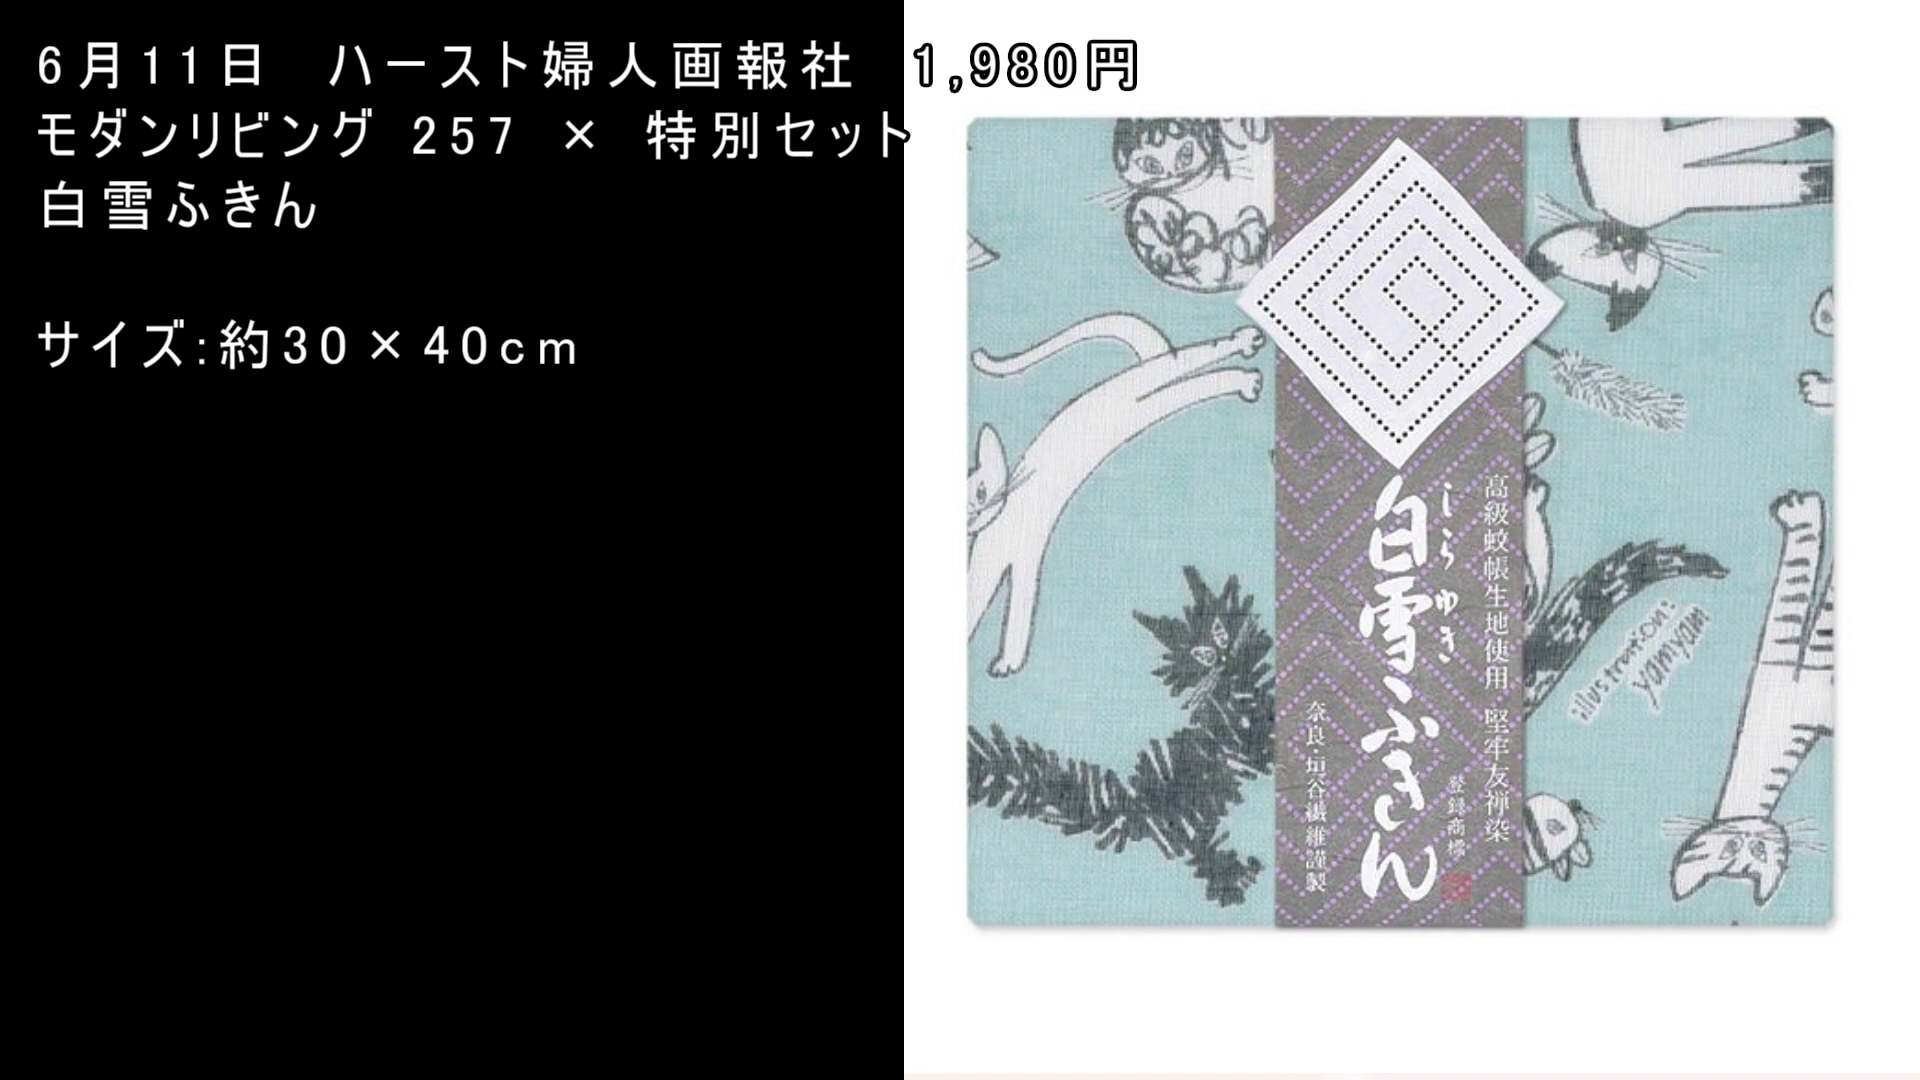 6月11日　ハースト婦人画報社　1,980円
モダンリビング 257 × 特別セット
白雪ふきん
サイズ:約30×40cm
高級蚊帳生地使用 堅牢友禅染
しらゆき
白雪ふきん
登録商標
奈良・垣谷繊維謹製
illustration: